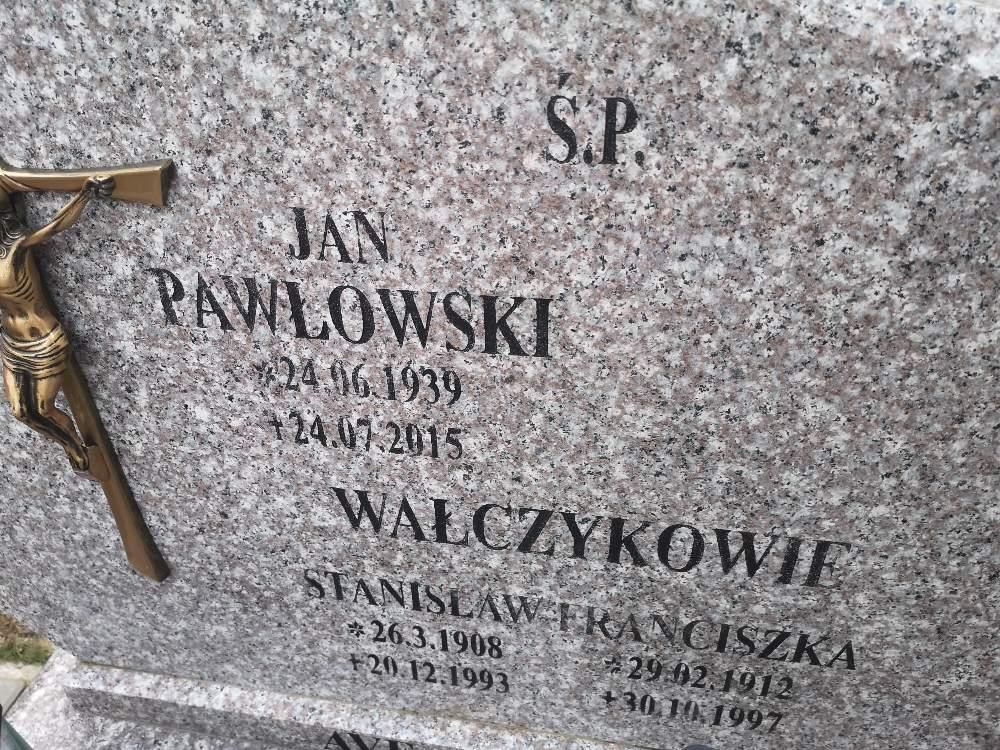 Ś.P.
JAN
PAWŁOWSKI
*24.06.1939
+24.07.2015
WAŁCZYKOWIE
STANISŁAW FRANCISZKA
*26.3.1908 *29.02.1912
+20.12.1993 +30.10.1997